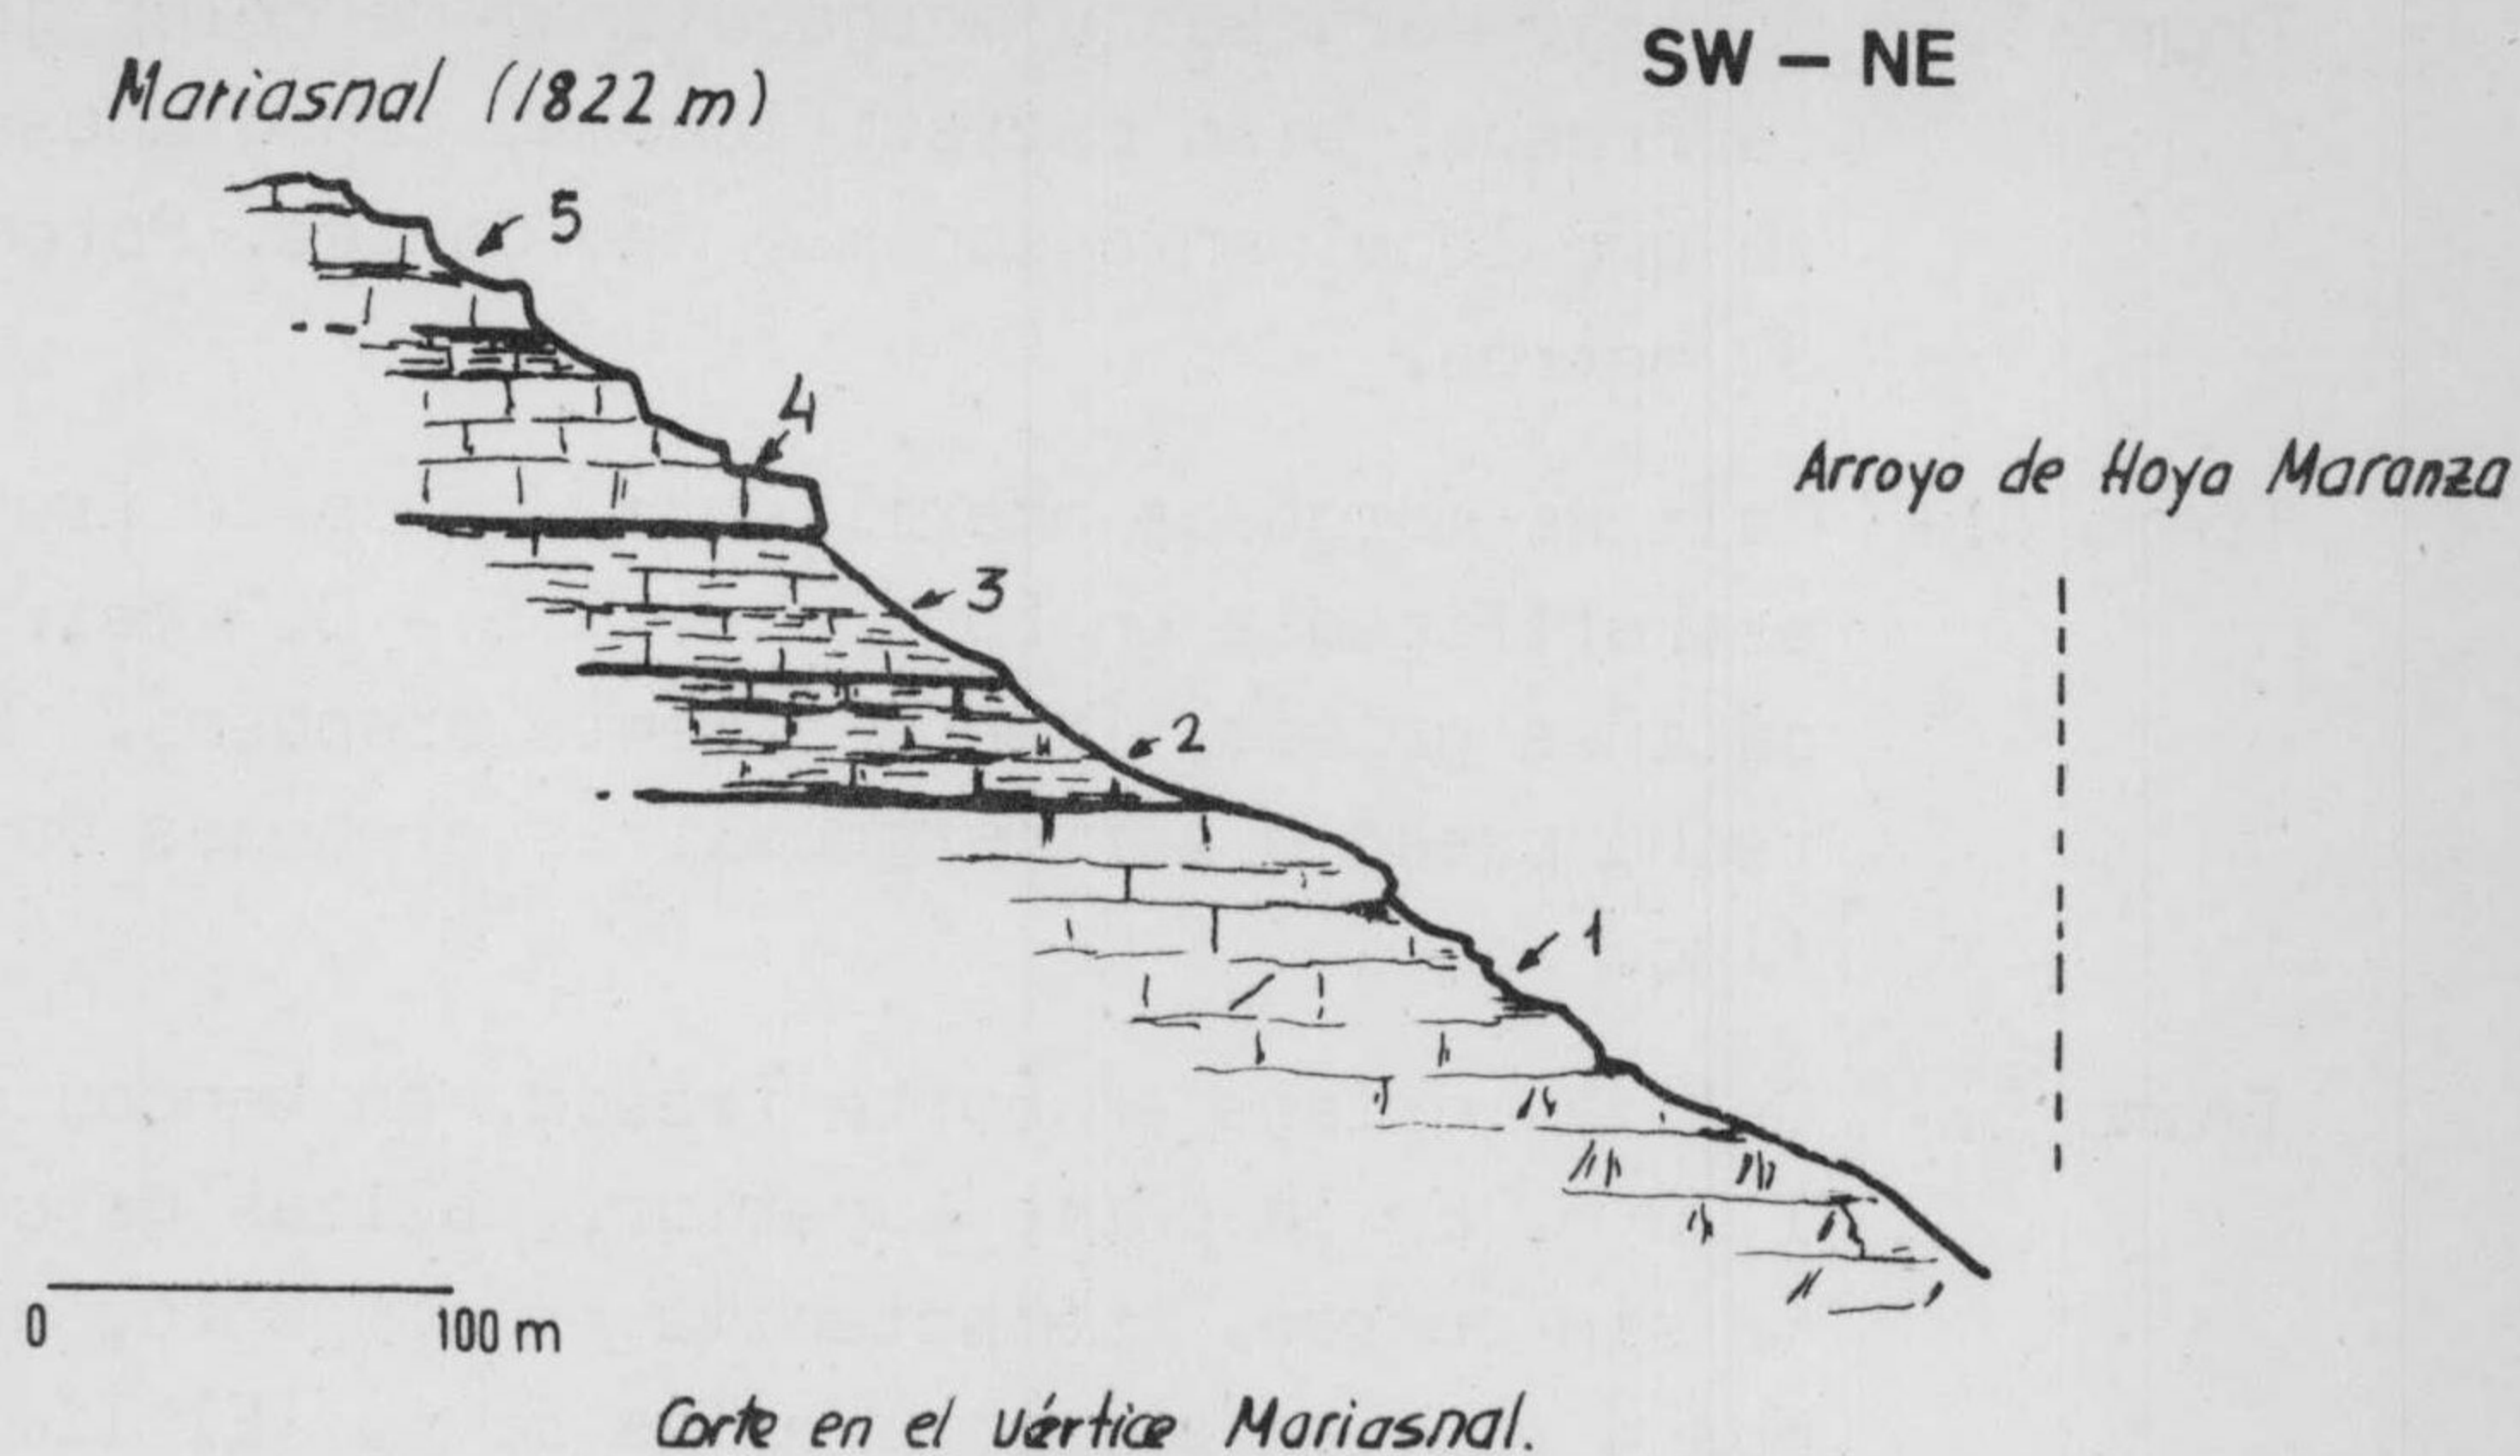 SW – NE
Mariasnal (1822 m)
5
4
Arroyo de Hoya Maranza
3
2
1
0 100 m
Corte en el vértice Mariasnal.